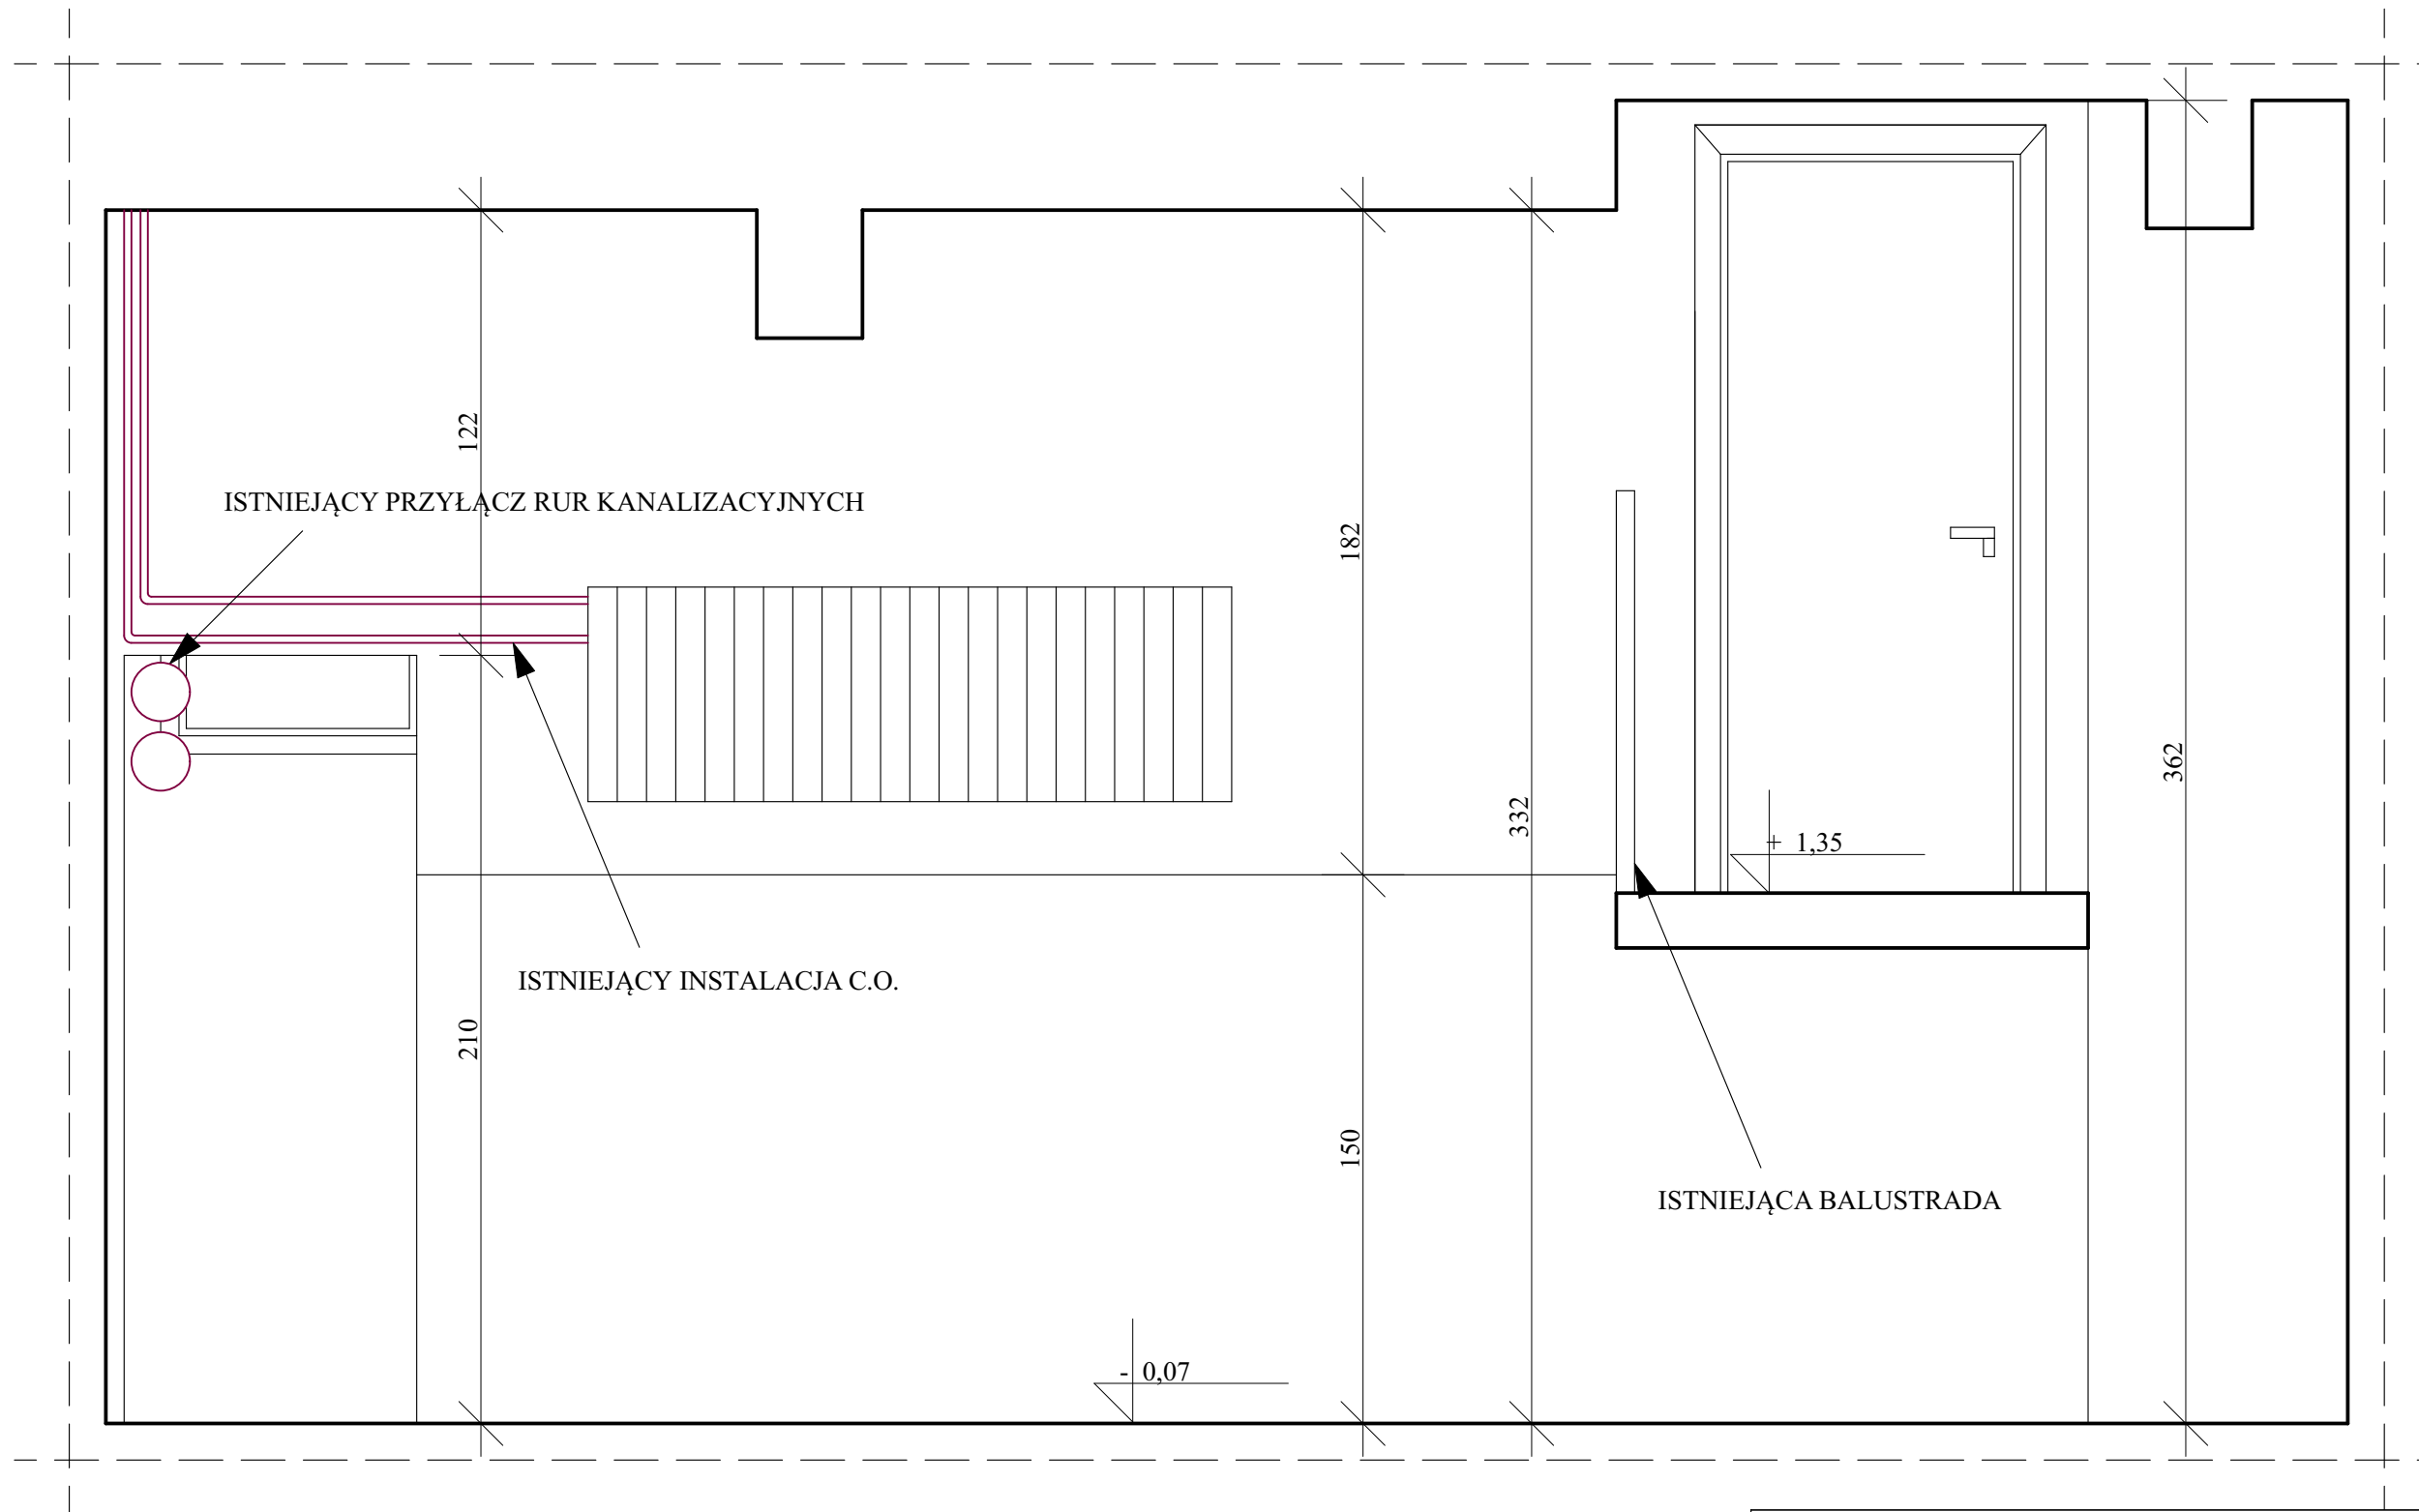 122
ISTNIEJĄCY PRZYŁĄCZ RUR KANALIZACYJNYCH
182
362
332
+ 1,35
ISTNIEJĄCY INSTALACJA C.O.
210
150
ISTNIEJĄCA BALUSTRADA
- 0,07